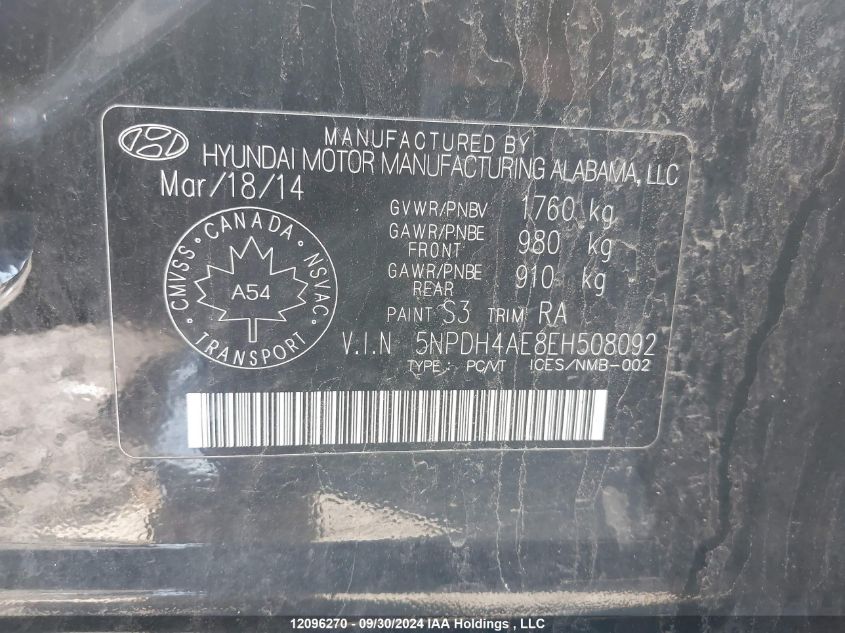 MANUFACTURED BY
HYUNDAI MOTOR MANUFACTURING ALABAMA, LLC
Mar/18/14
GVWR/PNBV 1760 kg
GAWR/PNBE FRONT 980 kg
GAWR/PNBE REAR 910 kg
PAINT S3 TRIM RA
CMVSS · CANADA · NSVAC · TRANSPORT ·
A54
V.I.N 5NPDH4AE8EH508092
TYPE : PC/VT ICES/NMB-002
12096270 - 09/30/2024 IAA Holdings , LLC